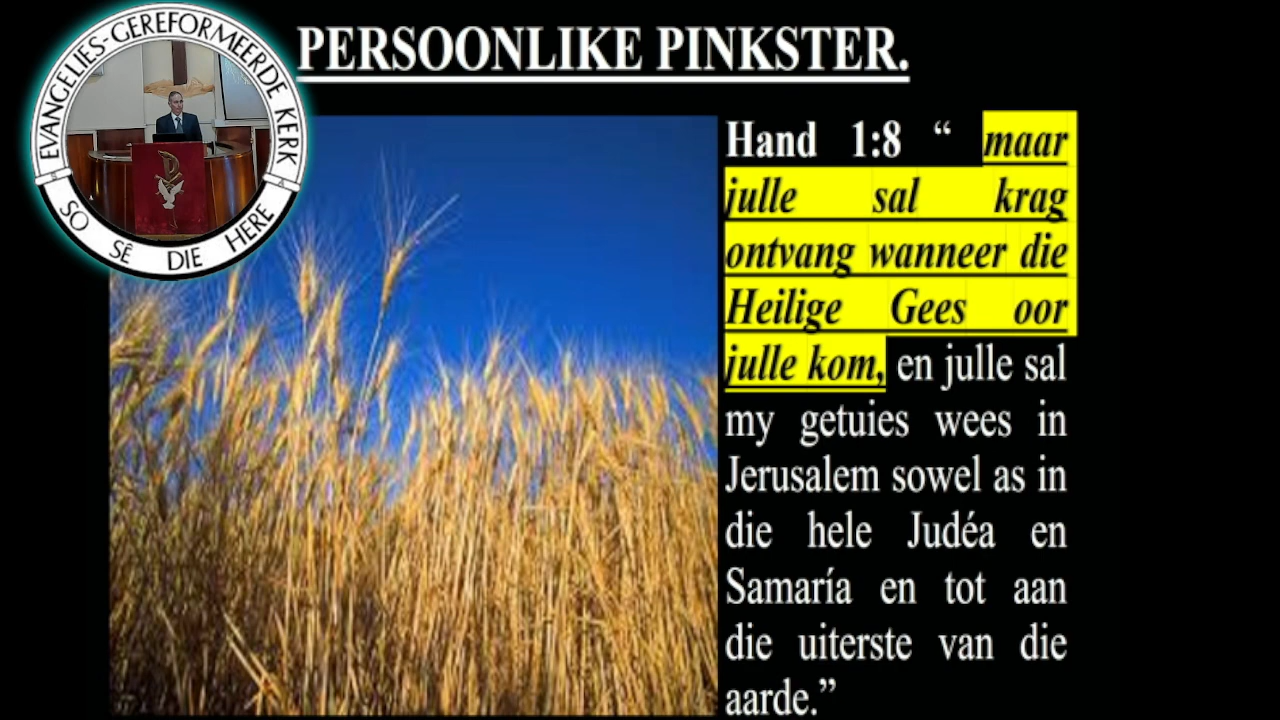 EVANGELIES-GEREFORMEERDE KERK
SO SÊ DIE HERE
PERSOONLIKE PINKSTER.
Hand 1:8 “ maar
julle sal krag
ontvang wanneer die
Heilige Gees oor
julle kom, en julle sal
my getuies wees in
Jerusalem sowel as in
die hele Judéa en
Samaría en tot aan
die uiterste van die
aarde.”